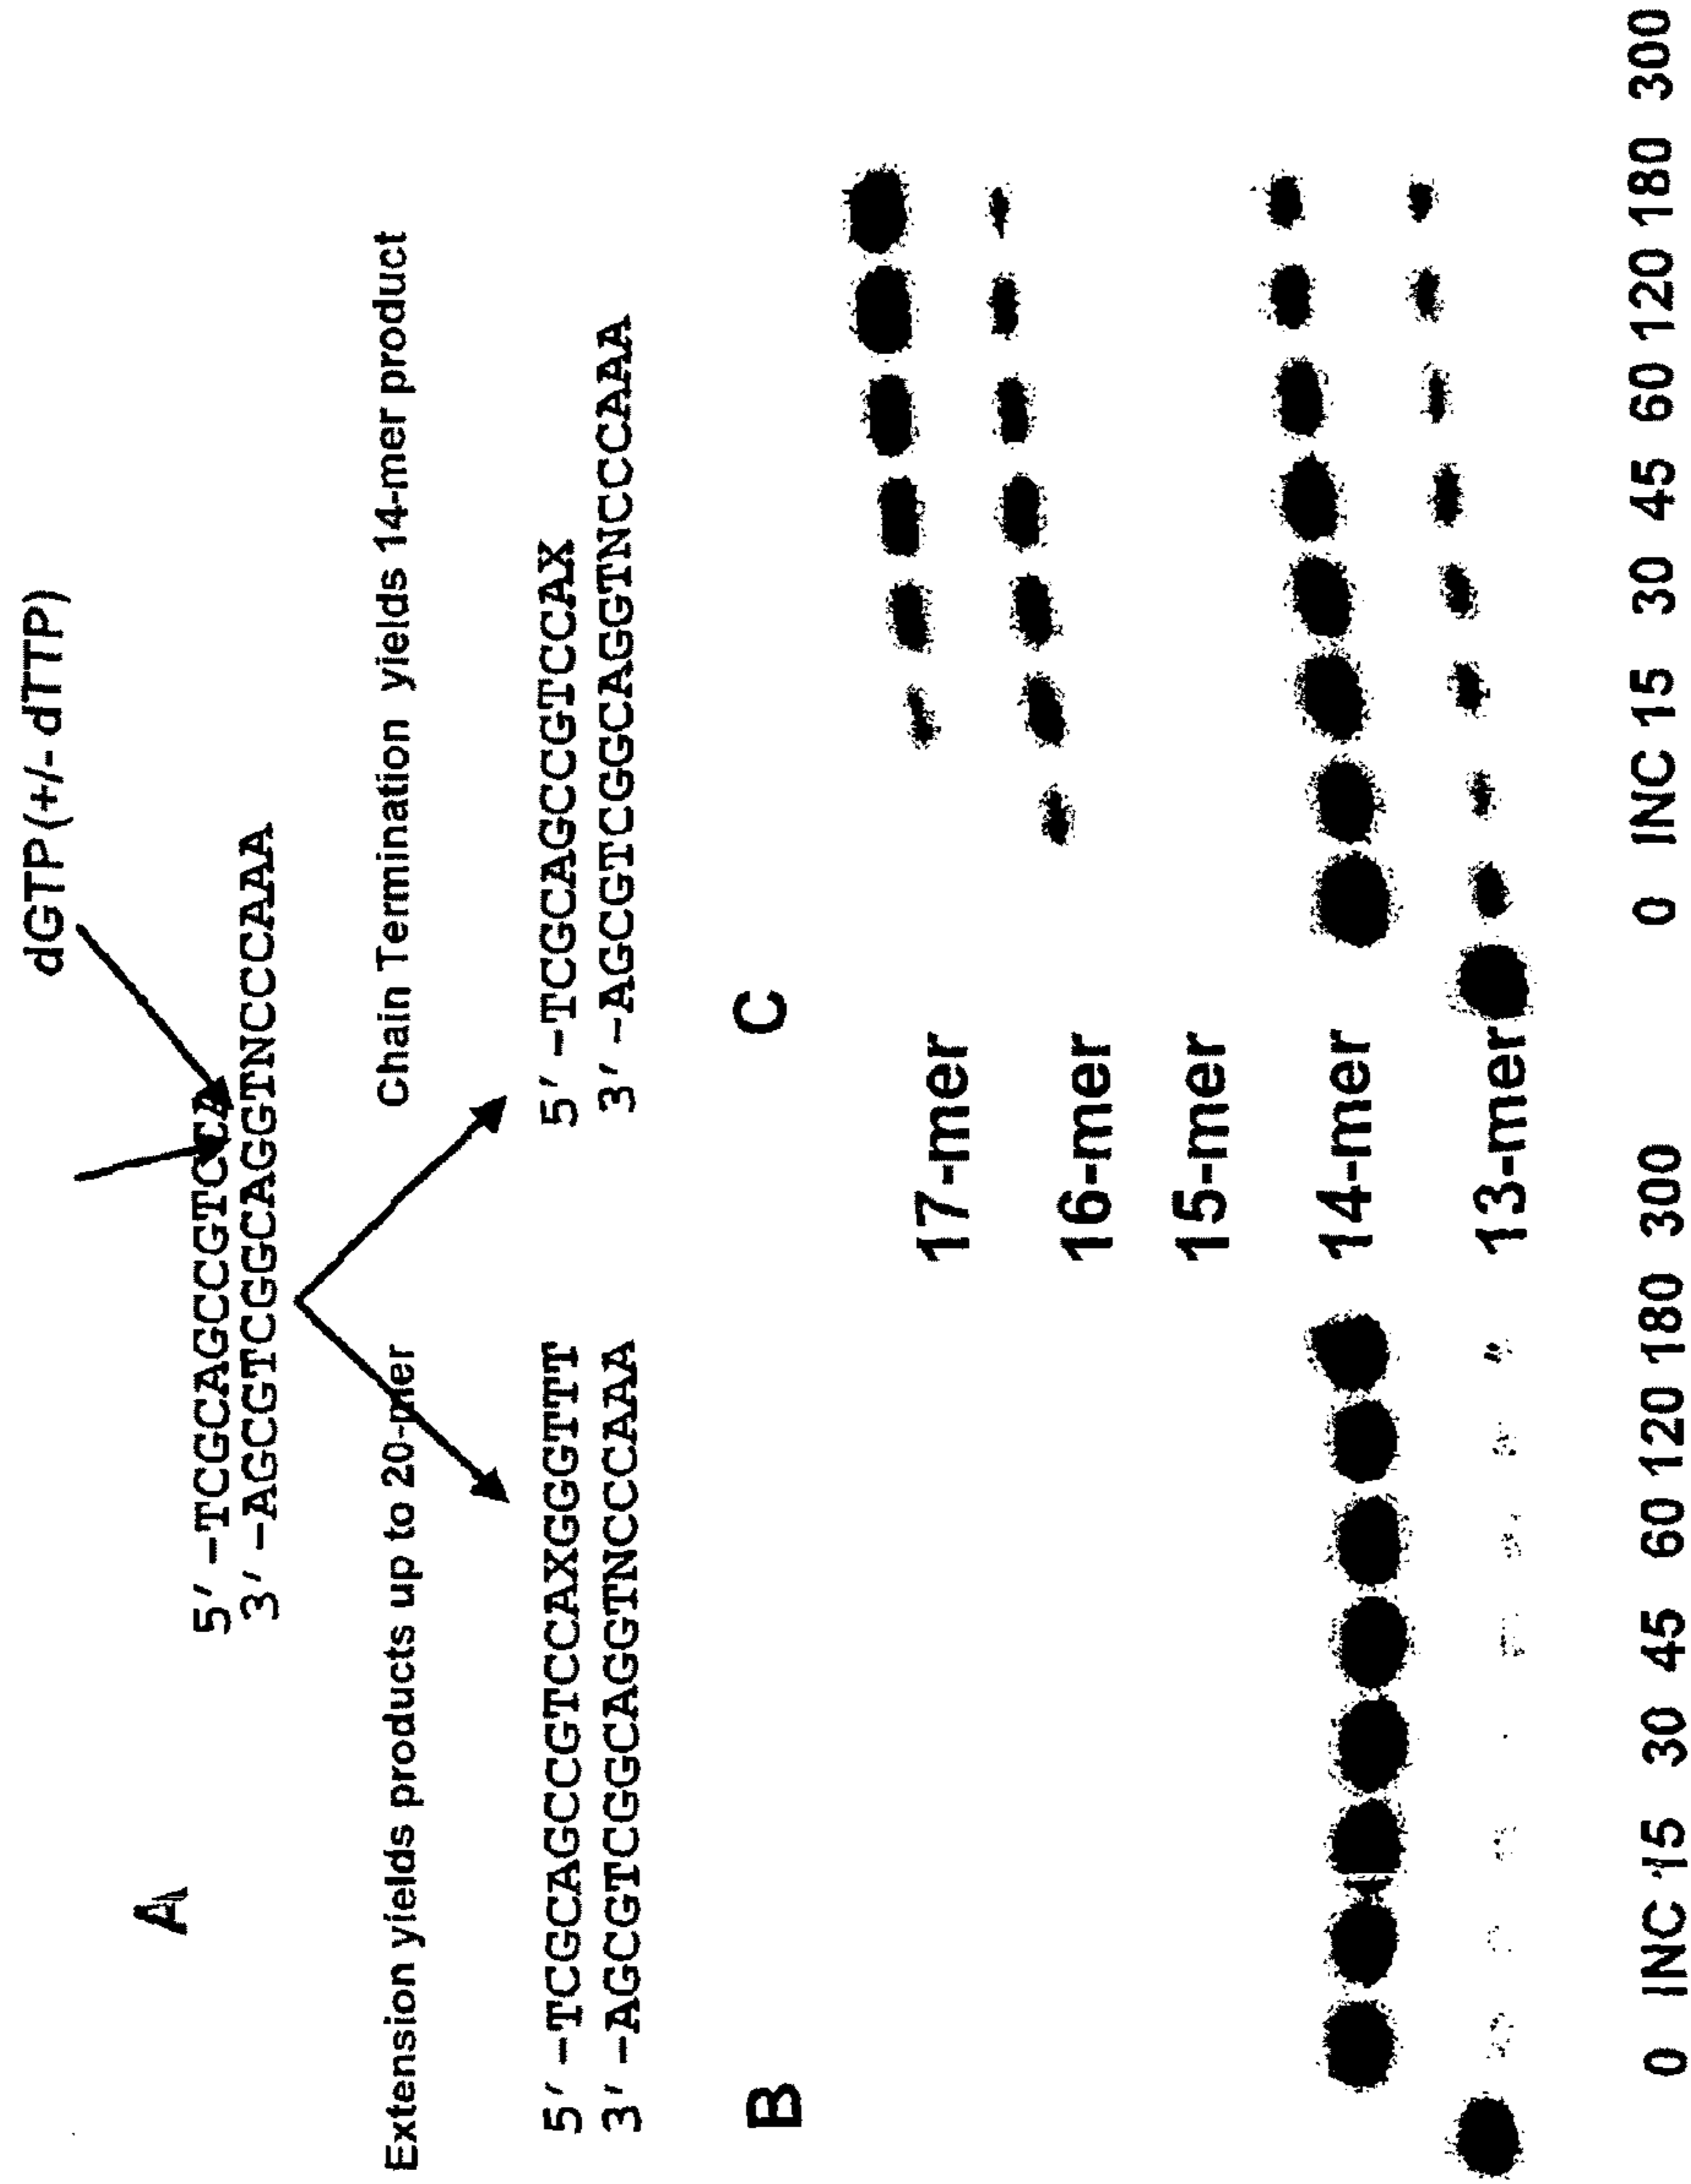 A
dGTP(+/- dTTP)
5′-TCGCAGCCGTCCA
3′-AGCGTCGGCAGGTNCCCAAA
Extension yields products up to 20-mer
5′-TCGCAGCCGTCCAXGGGTTT
3′-AGCGTCGGCAGGTNCCCAAA
Chain Termination yields 14-mer product
5′-TCGCAGCCGTCCAX
3′-AGCGTCGGCAGGTNCCCAAA
B
C
17-mer
16-mer
15-mer
14-mer
13-mer
0 INC 15 30 45 60 120 180 300
0 INC 15 30 45 60 120 180 300